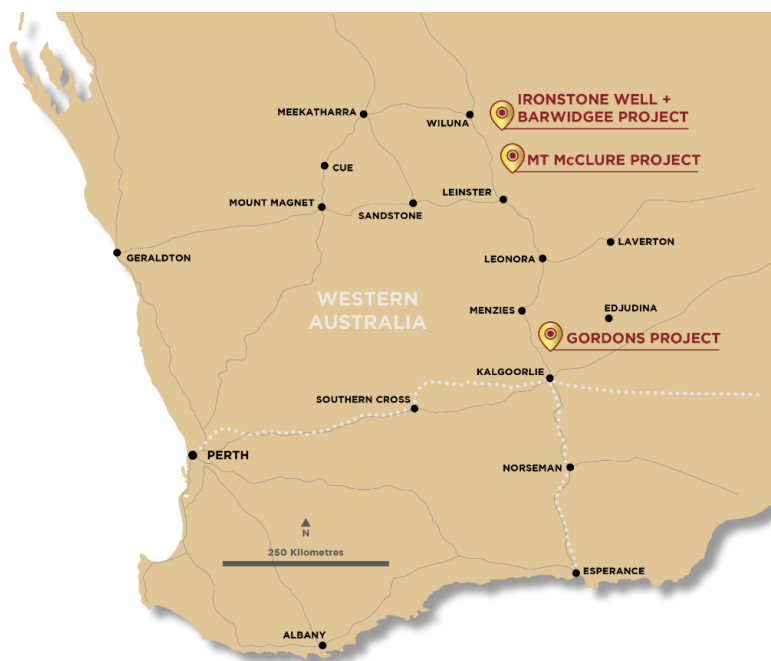 IRONSTONE WELL +
BARWIDGEE PROJECT
MEEKATHARRA
WILUNA
MT McCLURE PROJECT
CUE
LEINSTER
MOUNT MAGNET
SANDSTONE
LAVERTON
GERALDTON
LEONORA
WESTERN
AUSTRALIA
MENZIES
EDJUDINA
GORDONS PROJECT
KALGOORLIE
SOUTHERN CROSS
PERTH
NORSEMAN
N
250 Kilometres
ESPERANCE
ALBANY